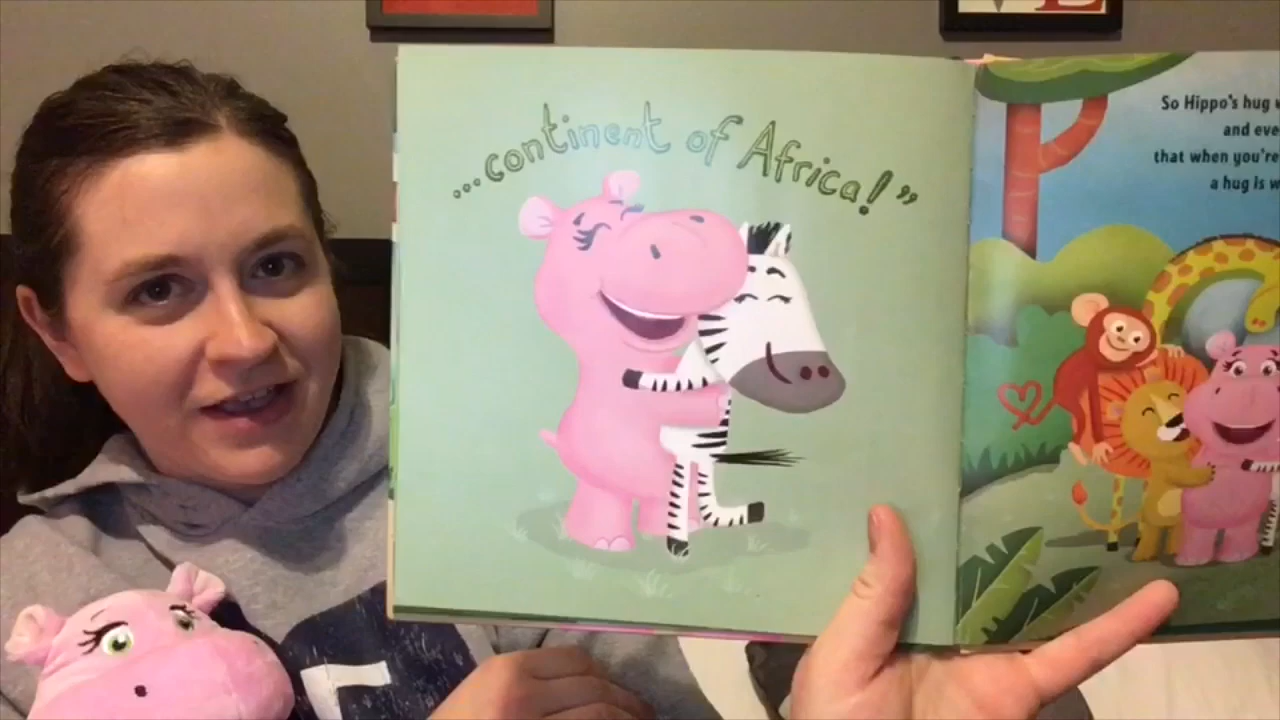 ...continent of Africa!”
So Hippo's hug
and eve
that when you're
a hug is w